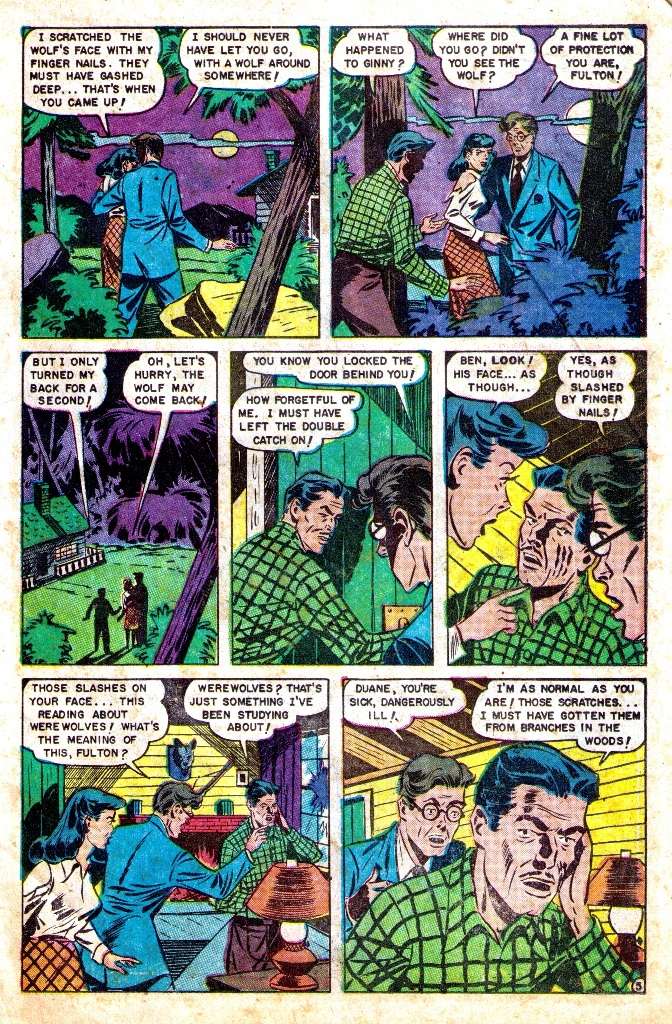 I SCRATCHED THE
WOLF'S FACE WITH MY
FINGER NAILS. THEY
MUST HAVE GASHED
DEEP... THAT'S WHEN
YOU CAME UP!
I SHOULD NEVER
HAVE LET YOU GO,
WITH A WOLF AROUND
SOMEWHERE!
WHAT
HAPPENED
TO GINNY?
WHERE DID
YOU GO? DIDN'T
YOU SEE THE
WOLF?
A FINE LOT
OF PROTECTION
YOU ARE,
FULTON!
BUT I ONLY
TURNED MY
BACK FOR A
SECOND!
OH, LET'S
HURRY, THE
WOLF MAY
COME BACK!
YOU KNOW YOU LOCKED THE
DOOR BEHIND YOU!
HOW FORGETFUL OF
ME. I MUST HAVE
LEFT THE DOUBLE
CATCH ON!
BEN, LOOK!
HIS FACE... AS
THOUGH...
YES, AS
THOUGH
SLASHED
BY FINGER
NAILS!
THOSE SLASHES ON
YOUR FACE... THIS
READING ABOUT
WEREWOLVES! WHAT'S
THE MEANING OF
THIS, FULTON?
WEREWOLVES? THAT'S
JUST SOMETHING I'VE
BEEN STUDYING
ABOUT!
DUANE, YOU'RE
SICK, DANGEROUSLY
ILL!
I'M AS NORMAL AS YOU
ARE! THOSE SCRATCHES...
I MUST HAVE GOTTEN THEM
FROM BRANCHES IN THE
WOODS!
5